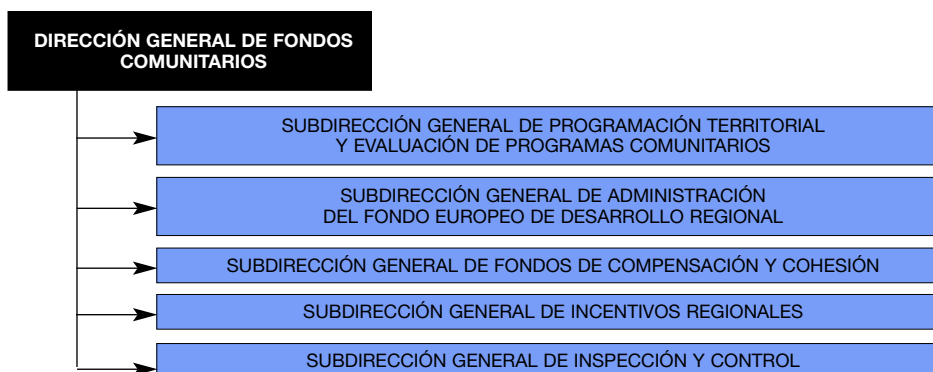 DIRECCIÓN GENERAL DE FONDOS
COMUNITARIOS
SUBDIRECCIÓN GENERAL DE PROGRAMACIÓN TERRITORIAL
Y EVALUACIÓN DE PROGRAMAS COMUNITARIOS
SUBDIRECCIÓN GENERAL DE ADMINISTRACIÓN
DEL FONDO EUROPEO DE DESARROLLO REGIONAL
SUBDIRECCIÓN GENERAL DE FONDOS DE COMPENSACIÓN Y COHESIÓN
SUBDIRECCIÓN GENERAL DE INCENTIVOS REGIONALES
SUBDIRECCIÓN GENERAL DE INSPECCIÓN Y CONTROL